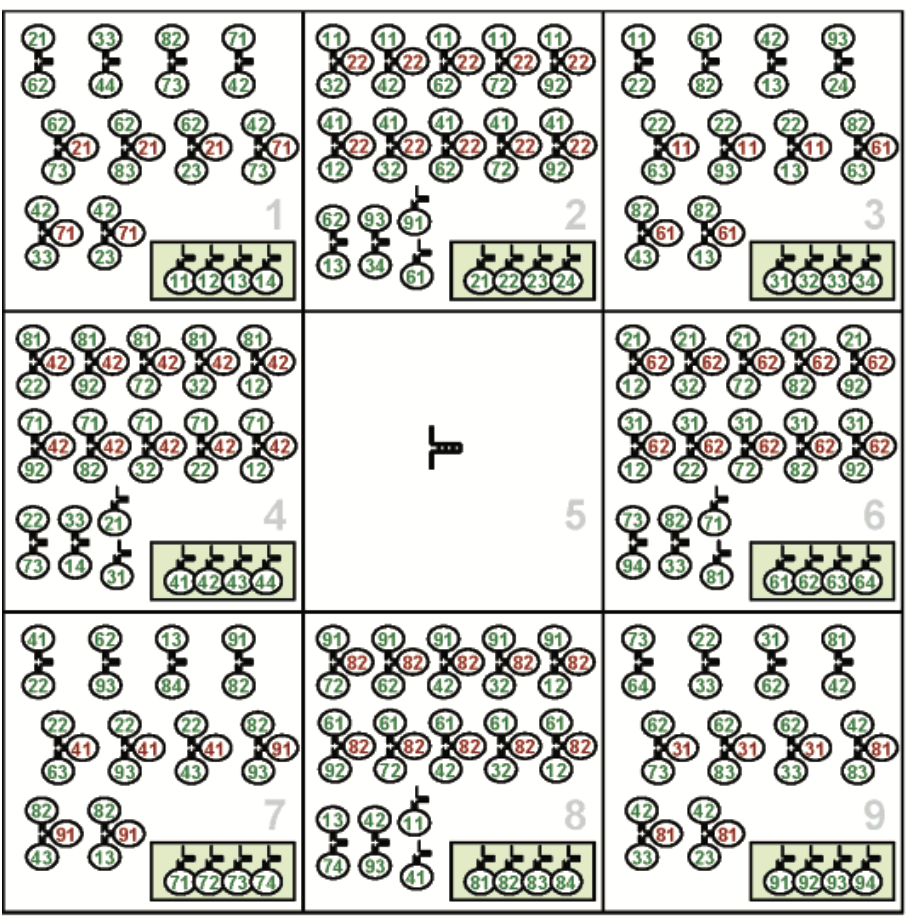 21 33 82 71
62 44 73 42
62 21 62 21 62 21 42 71
73 83 23 73
42 71 42 71
33 23
1
11 12 13 14
11 22 11 22 11 22 11 22 11 22
32 42 62 72 92
41 22 41 22 41 22 41 22 41 22
12 32 62 72 92
62 93 91
13 34 61
2
21 22 23 24
11 61 42 93
22 82 13 24
22 11 22 11 22 11 82 61
63 93 13 63
82 61 82 61
43 13
3
31 32 33 34
81 42 81 42 81 42 81 42 81 42
22 92 72 32 12
71 42 71 42 71 42 71 42 71 42
92 82 32 22 12
22 33 21
73 14 31
4
41 42 43 44
5
21 62 21 62 21 62 21 62 21 62
12 32 72 82 92
31 62 31 62 31 62 31 62 31 62
12 22 72 82 92
73 82 71
94 33 81
6
61 62 63 64
41 62 13 91
22 93 84 82
22 41 22 41 22 41 82 91
63 93 43 93
82 91 82 91
43 13
7
71 72 73 74
91 82 91 82 91 82 91 82 91 82
72 62 42 32 12
61 82 61 82 61 82 61 82 61 82
92 72 42 32 12
13 42 11
74 93 41
8
81 82 83 84
73 22 31 81
64 33 62 42
62 31 62 31 62 31 42 81
73 83 33 83
42 81 42 81
33 23
9
91 92 93 94